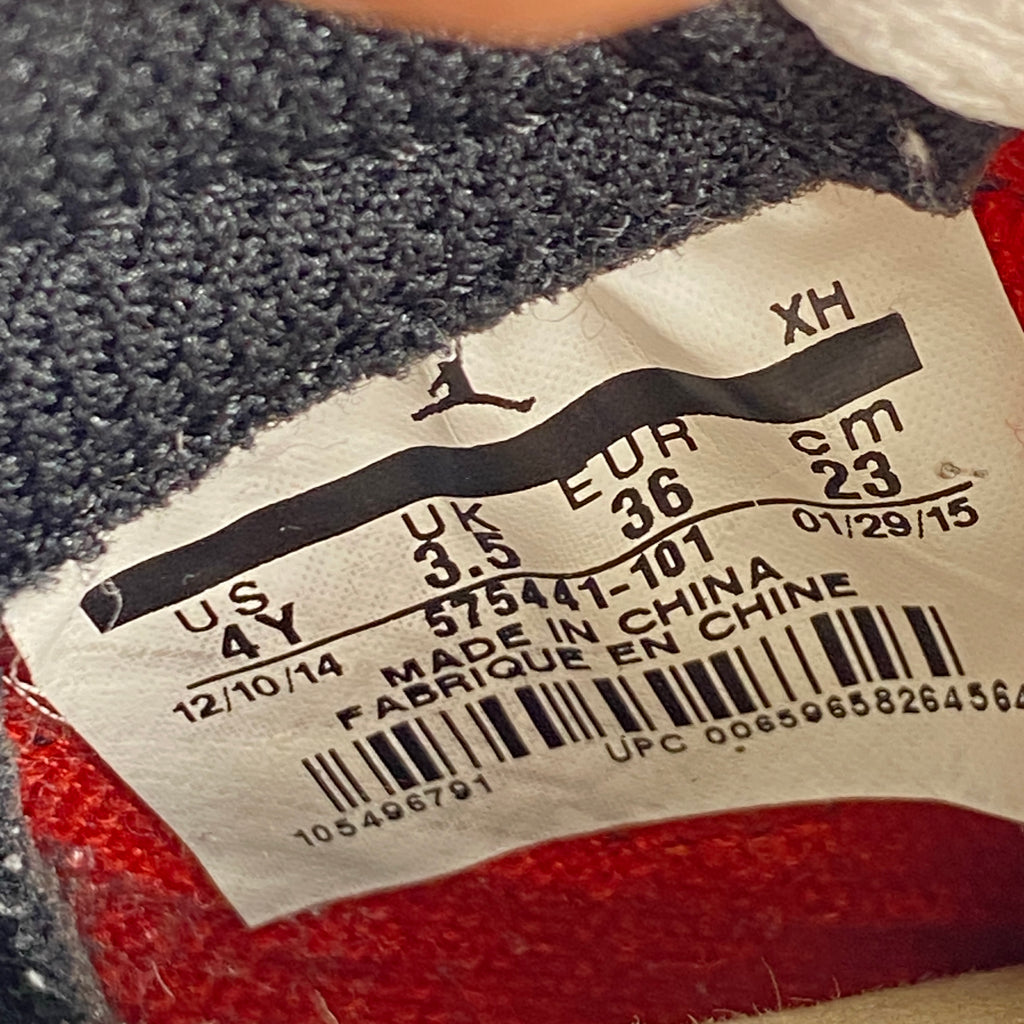 XH
US UK EUR cm
4Y 3.5 36 23
12/10/14 575441-101 01/29/15
MADE IN CHINA
FABRIQUE EN CHINE
105496791 UPC 00659658264564